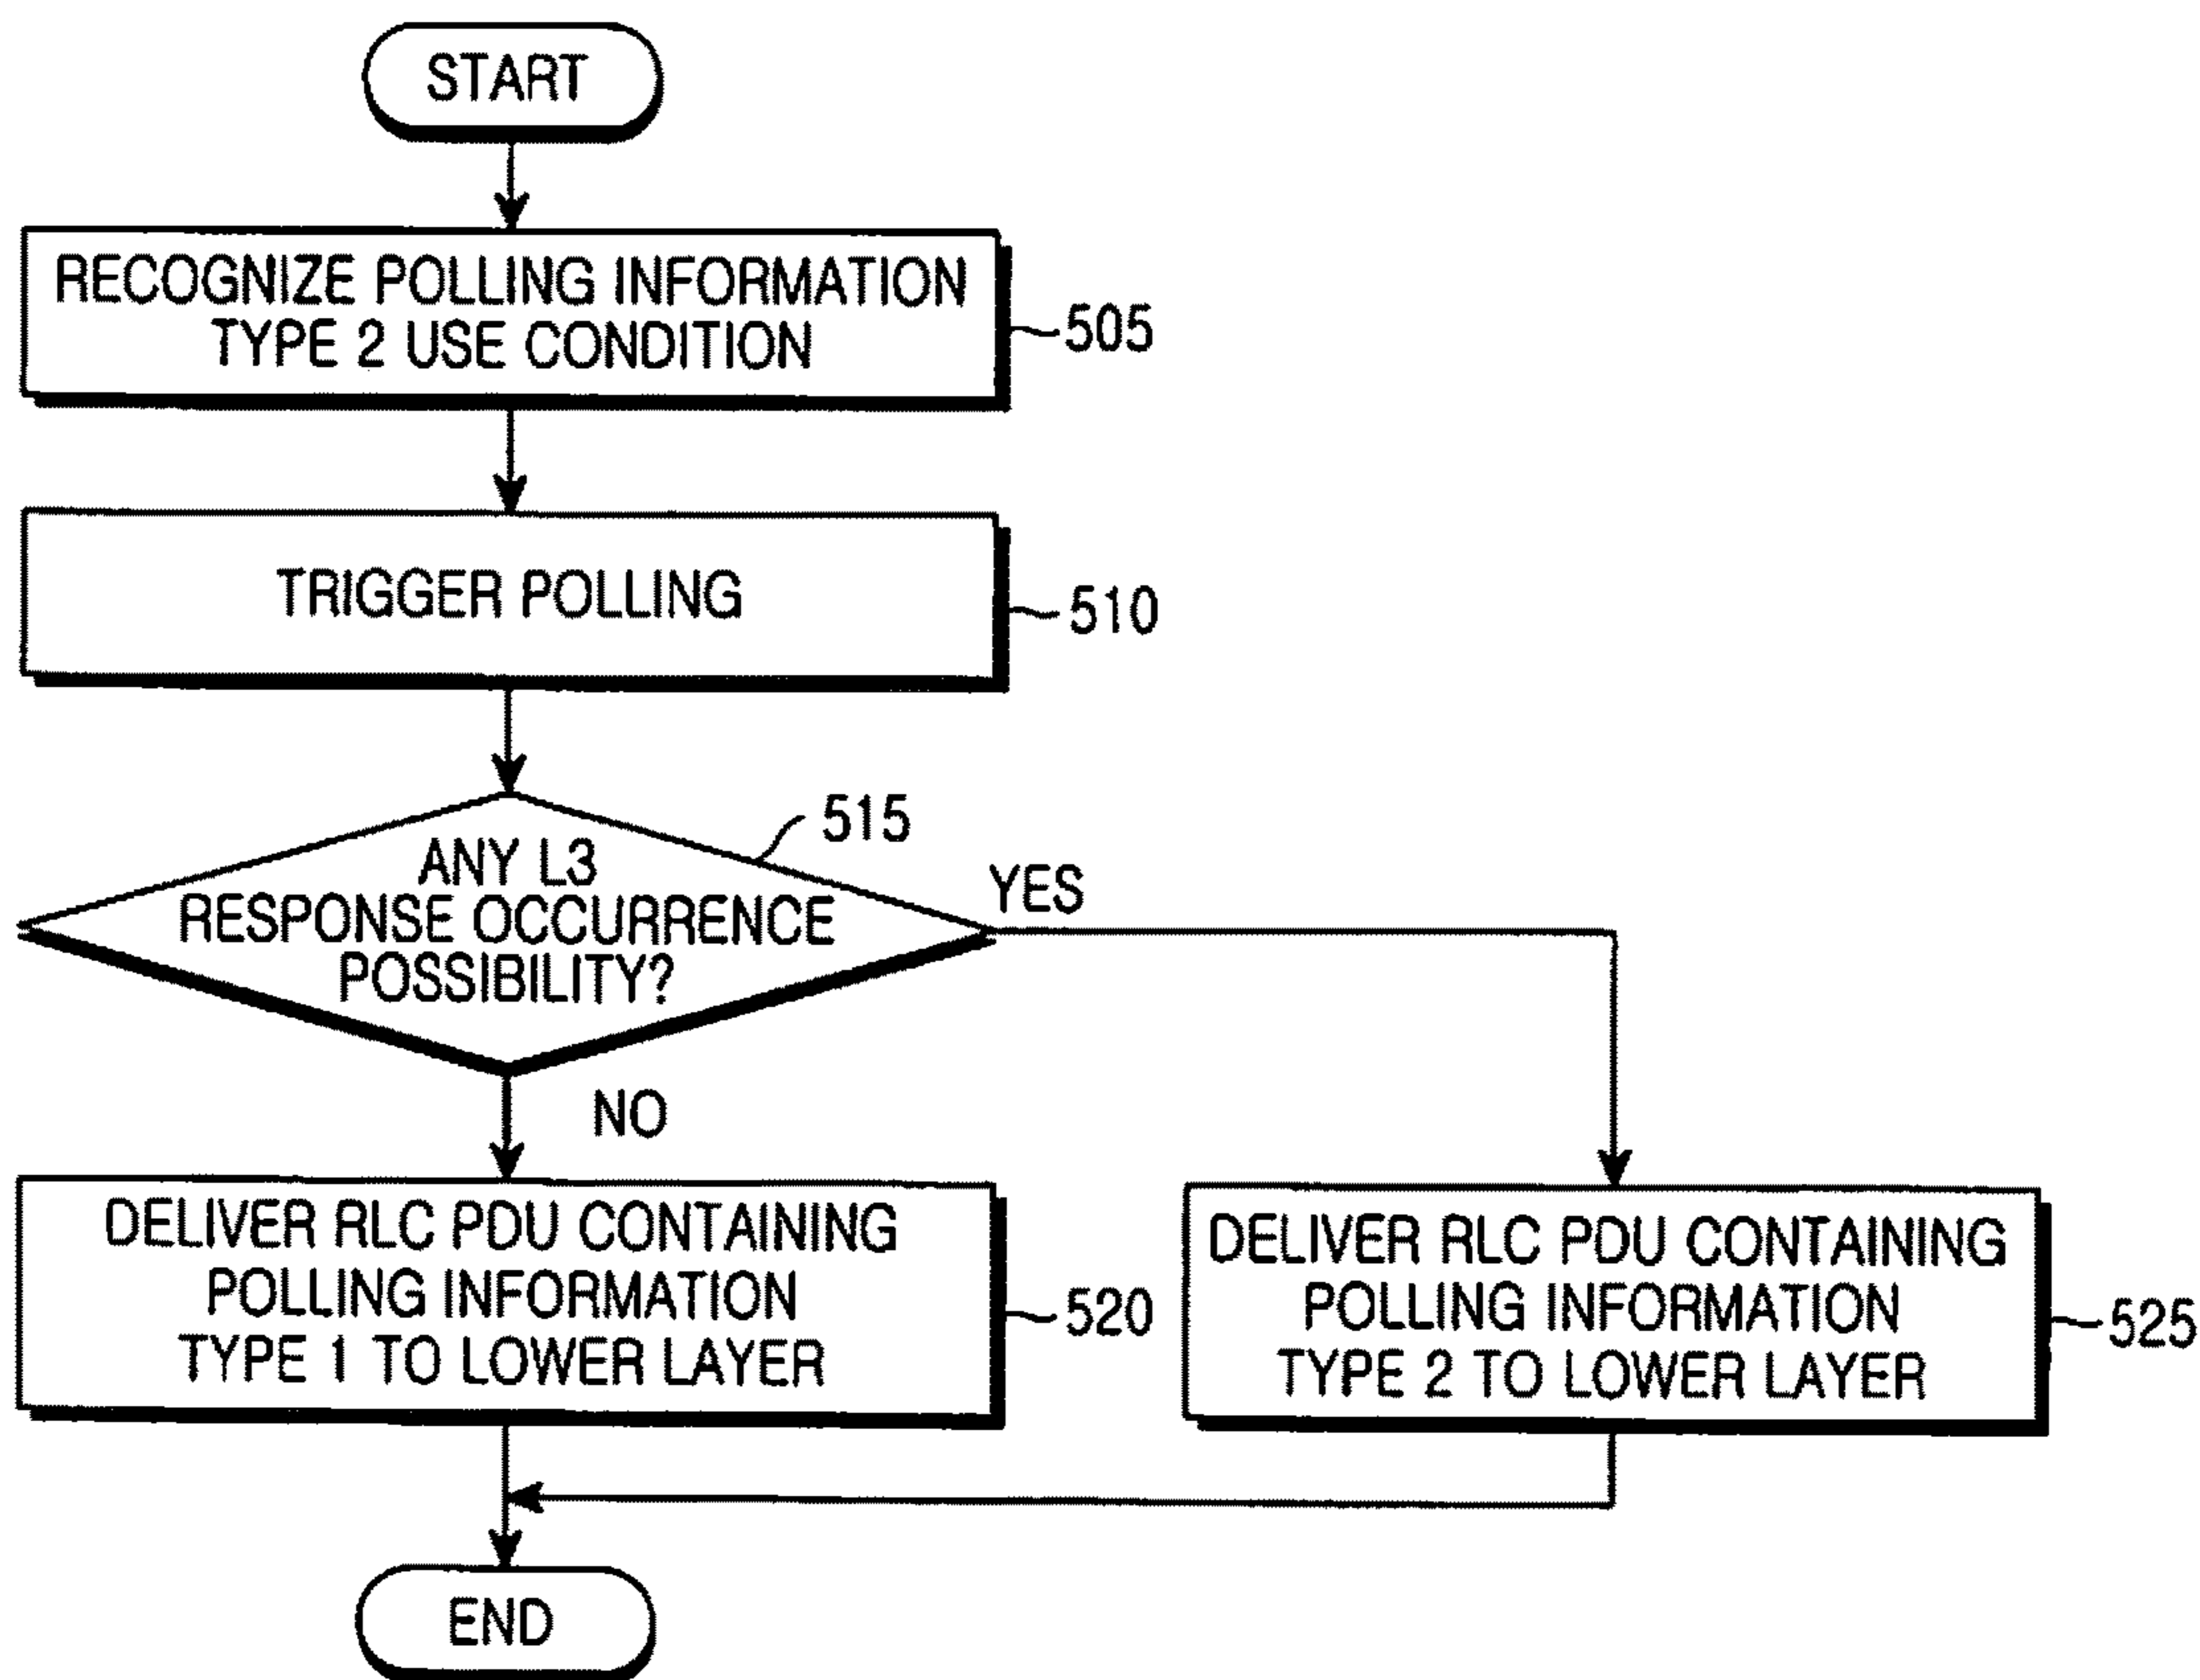 START
RECOGNIZE POLLING INFORMATION
TYPE 2 USE CONDITION
505
TRIGGER POLLING
510
515
ANY L3
RESPONSE OCCURRENCE
POSSIBILITY?
YES
NO
DELIVER RLC PDU CONTAINING
POLLING INFORMATION
TYPE 1 TO LOWER LAYER
520
DELIVER RLC PDU CONTAINING
POLLING INFORMATION
TYPE 2 TO LOWER LAYER
525
END